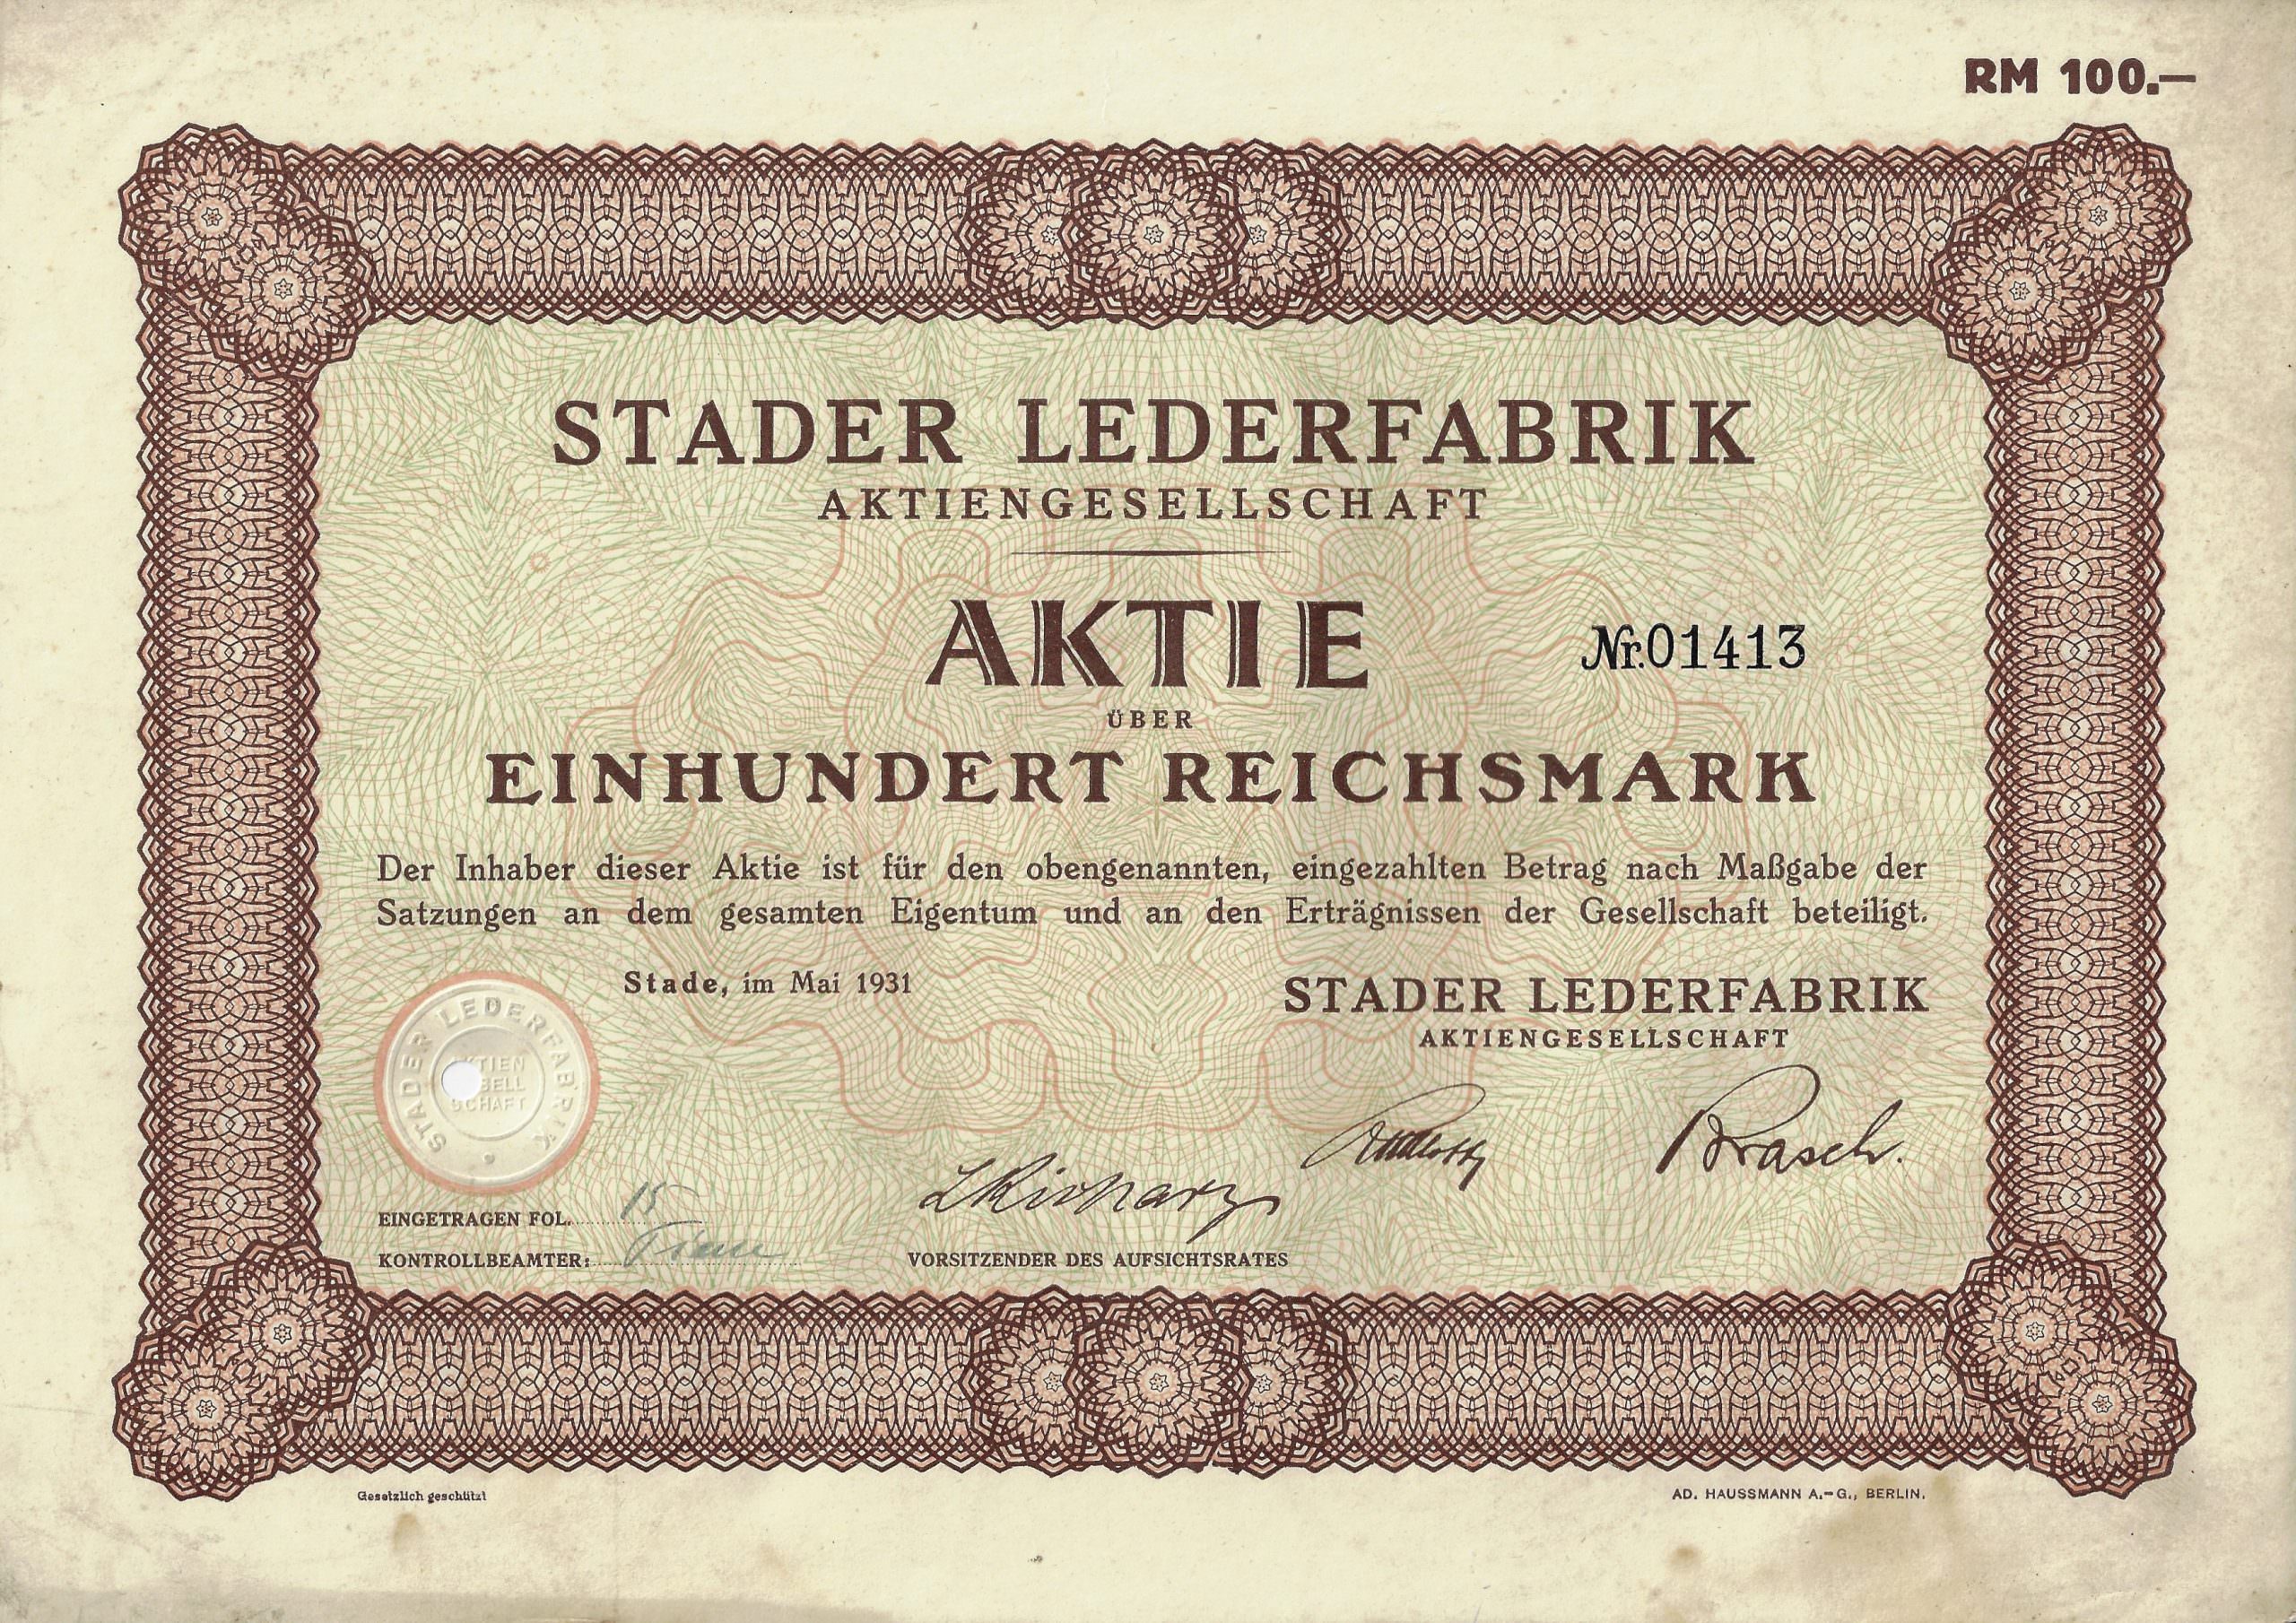 RM 100.—
STADER LEDERFABRIK
AKTIENGESELLSCHAFT
AKTIE
Nr. 01413
ÜBER
EINHUNDERT REICHSMARK
Der Inhaber dieser Aktie ist für den obengenannten, eingezahlten Betrag nach Maßgabe der
Satzungen an dem gesamten Eigentum und an den Erträgnissen der Gesellschaft beteiligt.
Stade, im Mai 1931
STADER LEDERFABRIK
AKTIENGESELLSCHAFT
STADER LEDERFABRIK
SCHAFT
Brasch.
EINGETRAGEN FOL. 15
KONTROLLBEAMTER:
VORSITZENDER DES AUFSICHTSRATES
Gesetzlich geschützt
AD. HAUSSMANN A.-G., BERLIN.